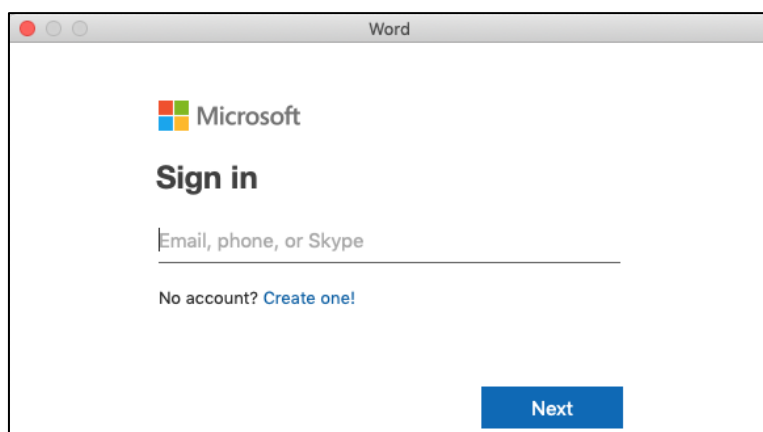 Word
Microsoft
Sign in
Email, phone, or Skype
No account? Create one!
Next